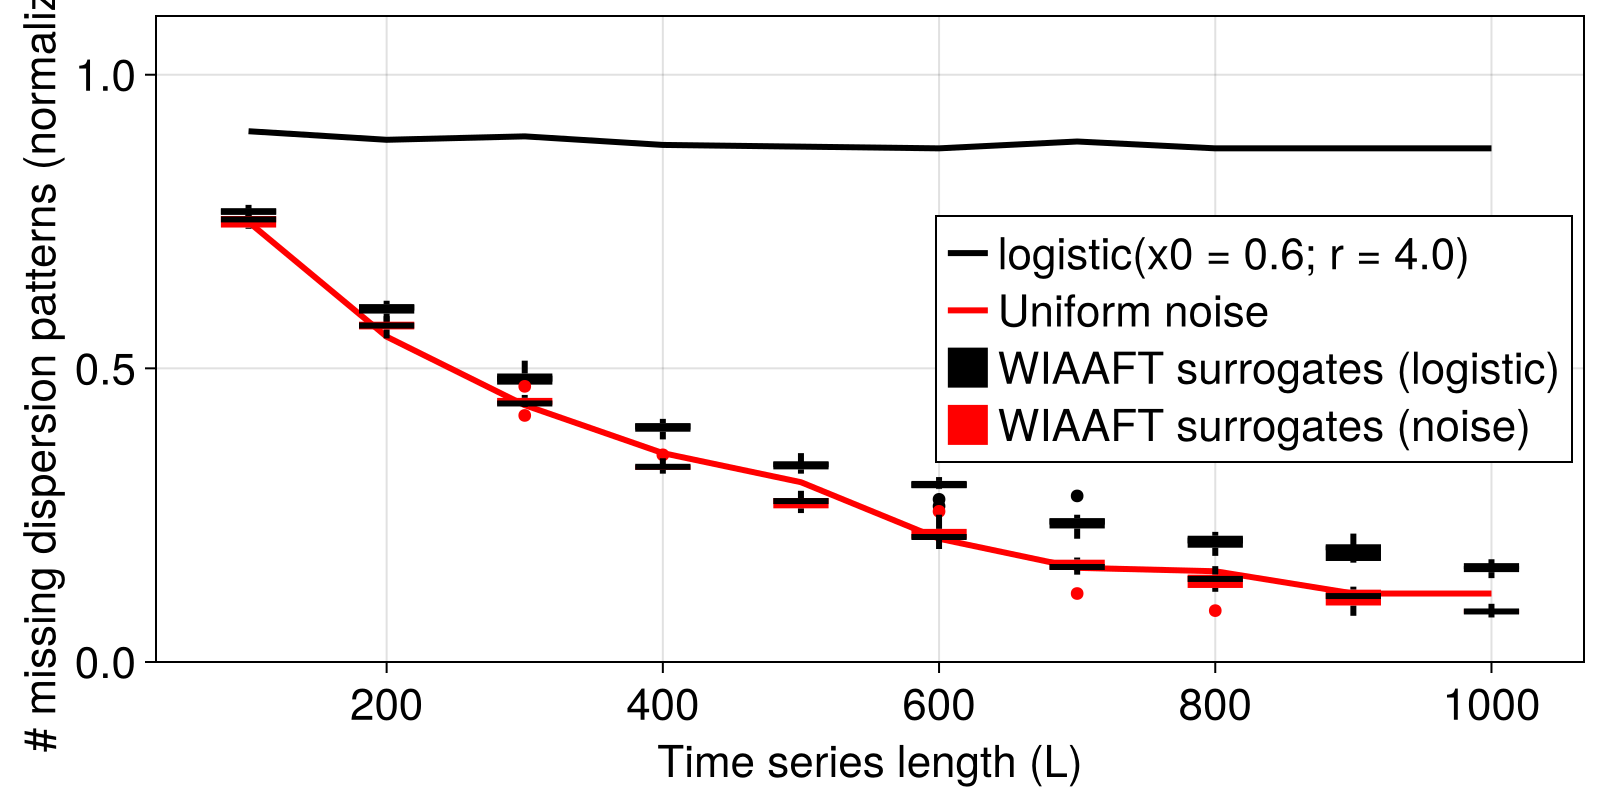 # missing dispersion patterns (normaliz
1.0
0.5
0.0
logistic(x0 = 0.6; r = 4.0)
Uniform noise
WIAAFT surrogates (logistic)
WIAAFT surrogates (noise)
200
400
600
800
1000
Time series length (L)